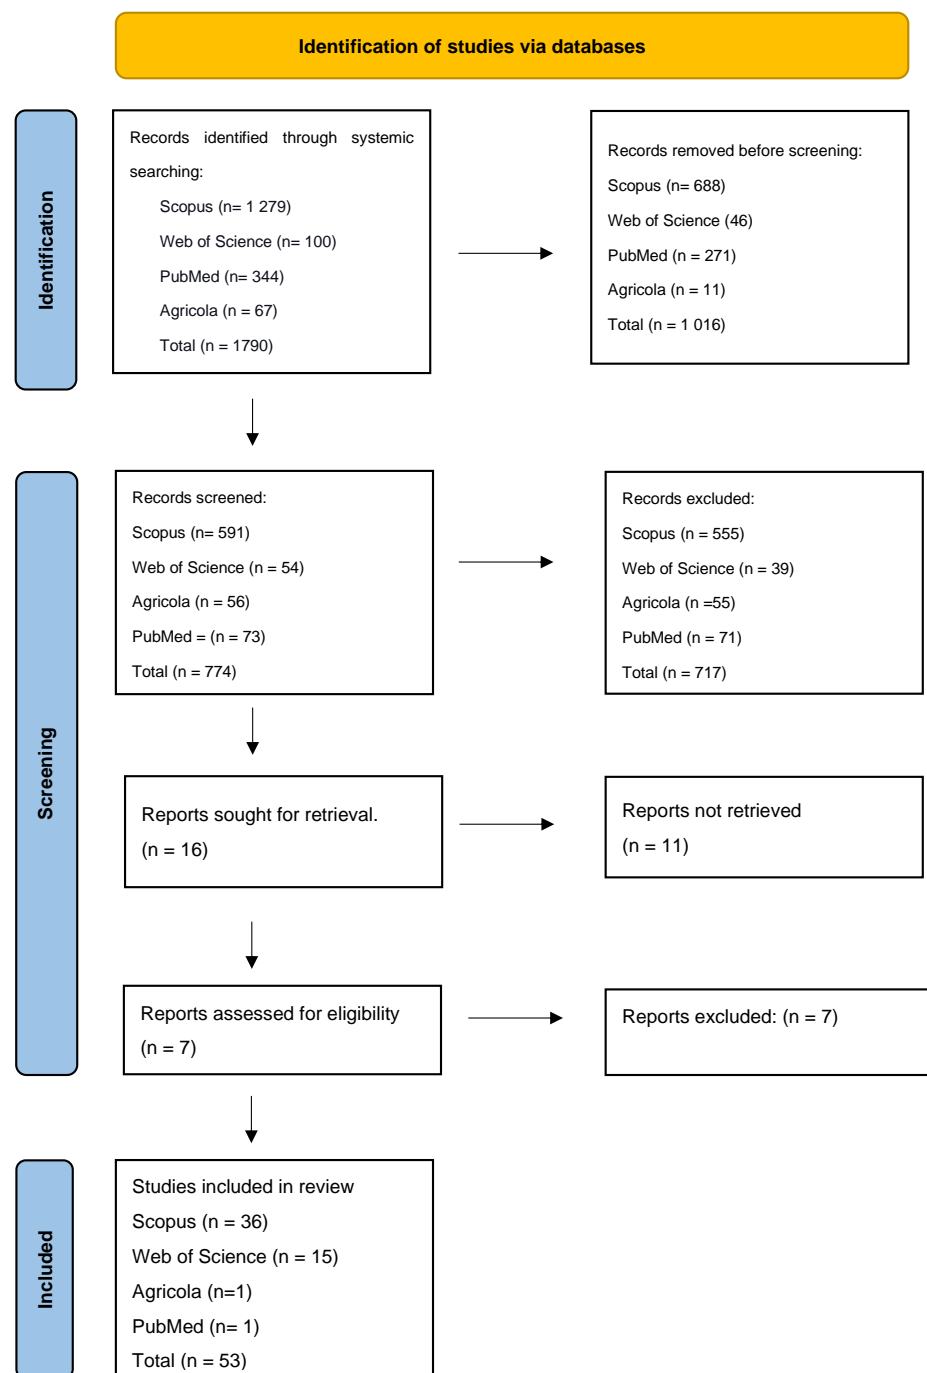 Identification of studies via databases
Identification
Records identified through systemic
searching:
Scopus (n= 1 279)
Web of Science (n= 100)
PubMed (n= 344)
Agricola (n = 67)
Total (n = 1790)
Records removed before screening:
Scopus (n= 688)
Web of Science (46)
PubMed (n = 271)
Agricola (n = 11)
Total (n = 1 016)
Screening
Records screened:
Scopus (n= 591)
Web of Science (n = 54)
Agricola (n = 56)
PubMed = (n = 73)
Total (n = 774)
Records excluded:
Scopus (n = 555)
Web of Science (n = 39)
Agricola (n =55)
PubMed (n = 71)
Total (n = 717)
Reports sought for retrieval.
(n = 16)
Reports not retrieved
(n = 11)
Reports assessed for eligibility
(n = 7)
Reports excluded: (n = 7)
Included
Studies included in review
Scopus (n = 36)
Web of Science (n = 15)
Agricola (n=1)
PubMed (n= 1)
Total (n = 53)